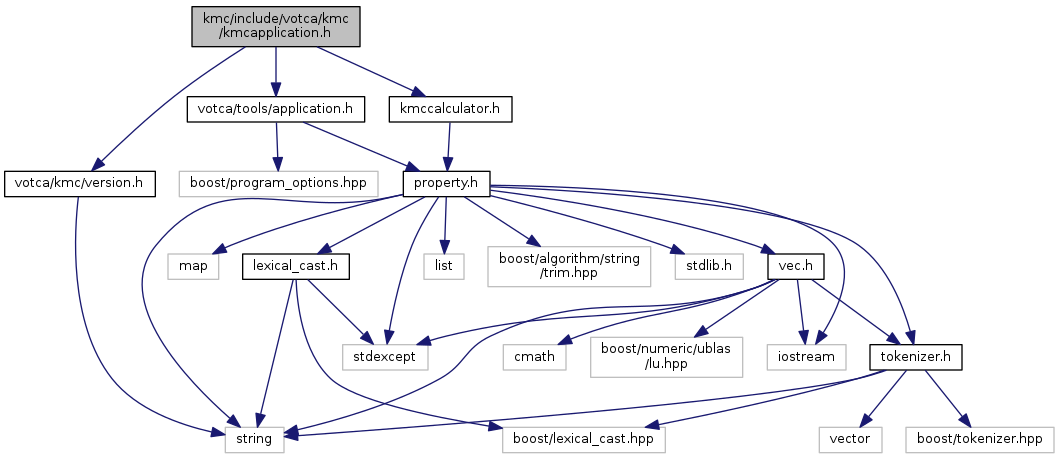 kmc/include/votca/kmc
/kmcapplication.h
votca/tools/application.h
kmccalculator.h
votca/kmc/version.h
boost/program_options.hpp
property.h
map
lexical_cast.h
list
boost/algorithm/string
/trim.hpp
stdlib.h
vec.h
stdexcept
cmath
boost/numeric/ublas
/lu.hpp
iostream
tokenizer.h
string
boost/lexical_cast.hpp
vector
boost/tokenizer.hpp